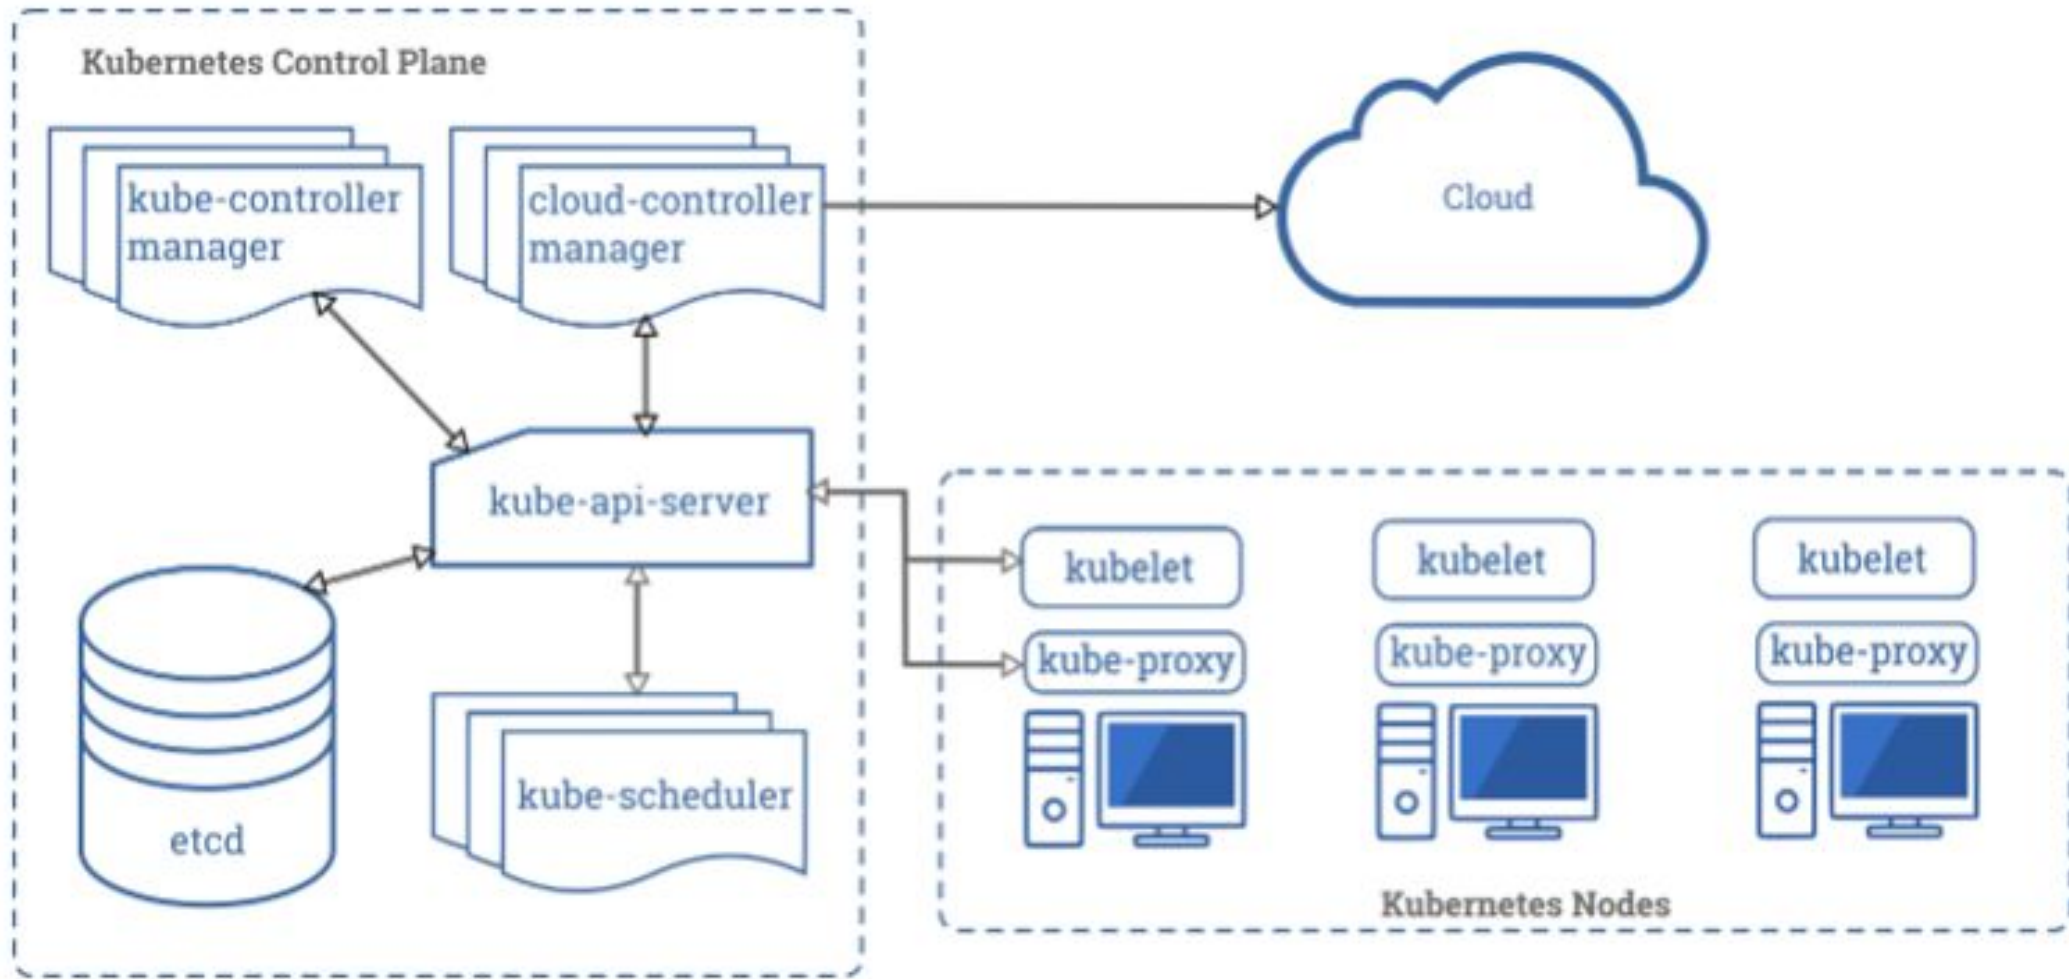 Kubernetes Control Plane
kube-controller
manager
cloud-controller
manager
Cloud
kube-api-server
etcd
kube-scheduler
kubelet
kube-proxy
kubelet
kube-proxy
kubelet
kube-proxy
Kubernetes Nodes